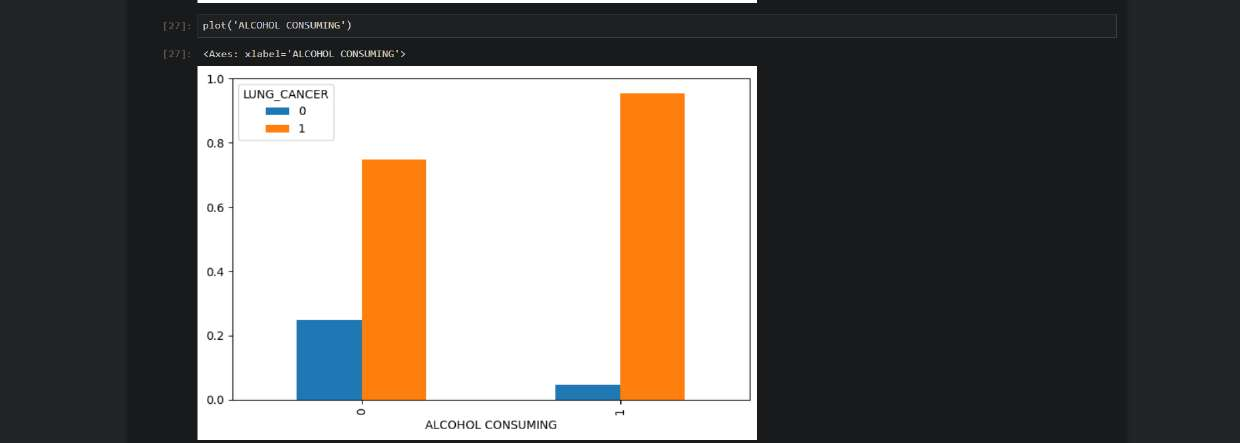 [27]: plot('ALCOHOL CONSUMING')
[27]: <Axes: xlabel='ALCOHOL CONSUMING'>
1.0
LUNG_CANCER
0
1
0.8
0.6
0.4
0.2
0.0
0
1
ALCOHOL CONSUMING